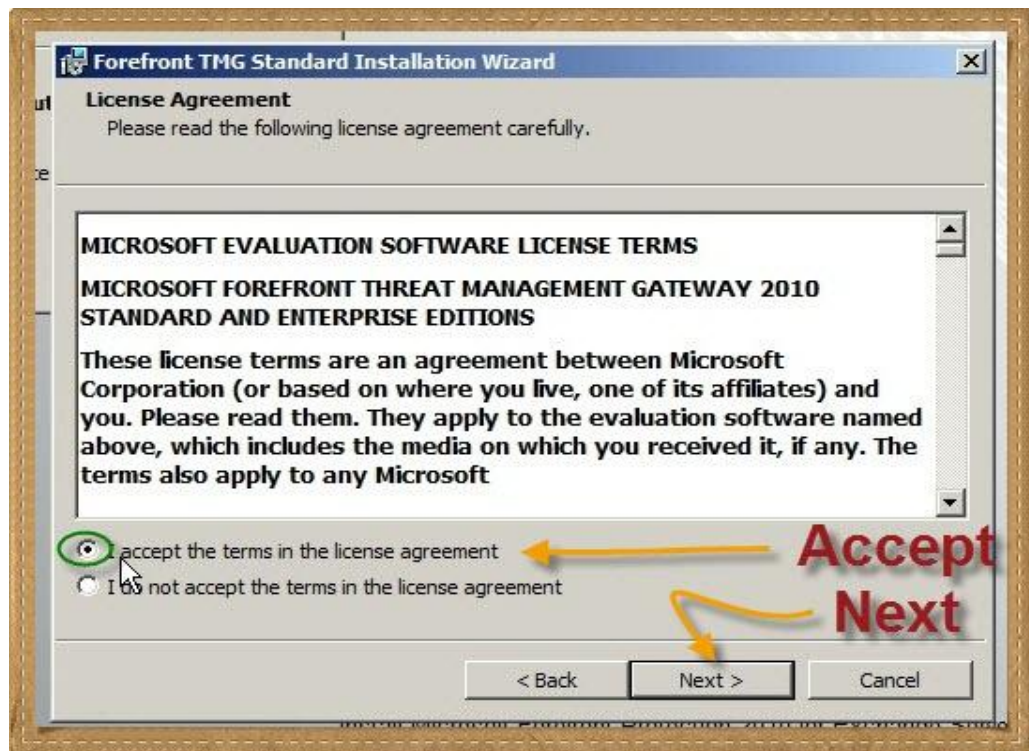 Forefront TMG Standard Installation Wizard
License Agreement
Please read the following license agreement carefully.
MICROSOFT EVALUATION SOFTWARE LICENSE TERMS
MICROSOFT FOREFRONT THREAT MANAGEMENT GATEWAY 2010
STANDARD AND ENTERPRISE EDITIONS
These license terms are an agreement between Microsoft
Corporation (or based on where you live, one of its affiliates) and
you. Please read them. They apply to the evaluation software named
above, which includes the media on which you received it, if any. The
terms also apply to any Microsoft
I accept the terms in the license agreement
Accept
I do not accept the terms in the license agreement
Next
< Back
Next >
Cancel